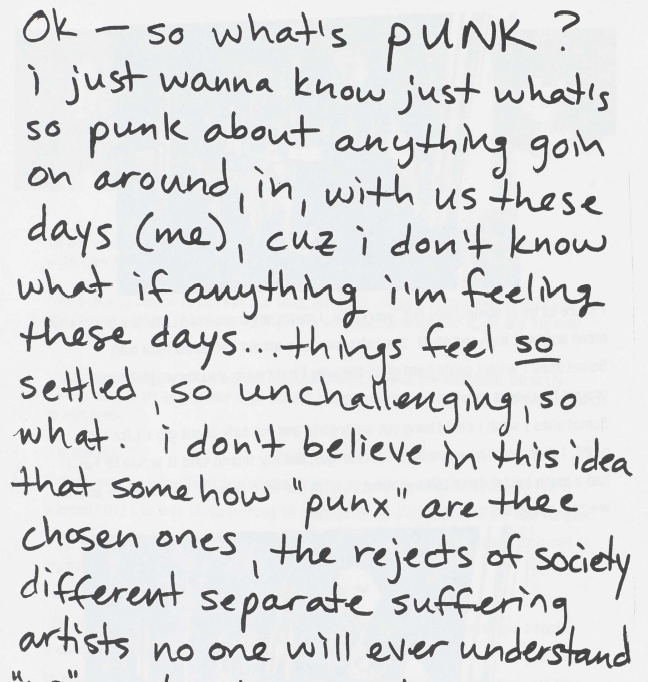 Ok – so what's PUNK?
i just wanna know just what's
so punk about anything goin
on around, in, with us these
days (me), cuz i don't know
what if anything i'm feeling
these days...things feel so
settled, so unchallenging, so
what. i don't believe in this idea
that somehow "punx" are thee
chosen ones, the rejects of society
different separate suffering
artists no one will ever understand